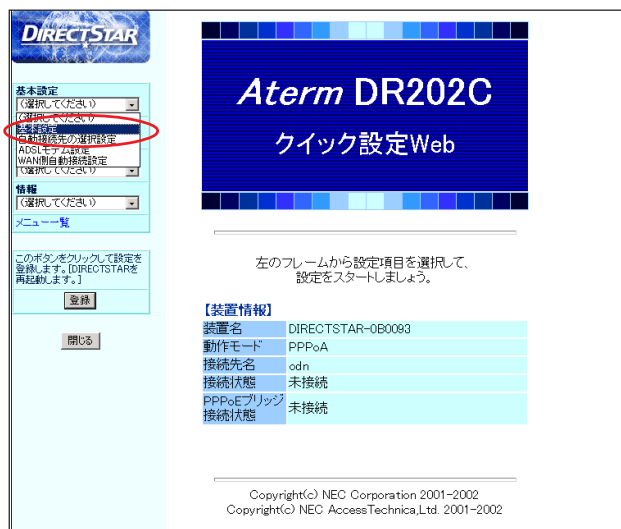 DIRECTSTAR
基本設定
(選択してください)
(選択してください)
基本設定
自動接続先の選択設定
ADSLモデム設定
WAN側自動接続設定
(選択してください)
情報
(選択してください)
メニュー一覧
このボタンをクリックして設定を
登録します。[DIRECTSTARを
再起動します。]
登録
閉じる
Aterm DR202C
クイック設定Web
左のフレームから設定項目を選択して、
設定をスタートしましょう。
【装置情報】
装置名 DIRECTSTAR-0B0093
動作モード PPPoA
接続先名 odn
接続状態 未接続
PPPoEブリッジ
接続状態 未接続
Copyright(c) NEC Corporation 2001-2002
Copyright(c) NEC AccessTechnica,Ltd. 2001-2002